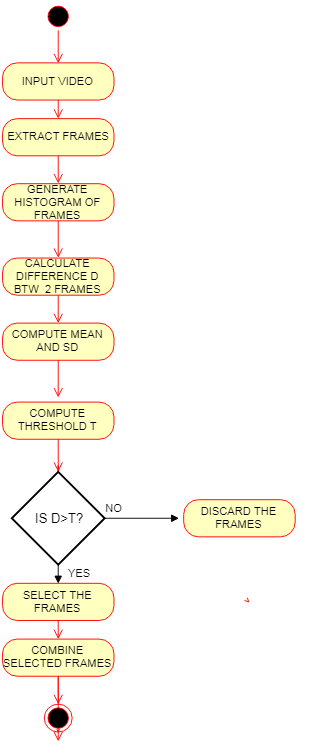 INPUT VIDEO
EXTRACT FRAMES
GENERATE
HISTOGRAM OF
FRAMES
CALCULATE
DIFFERENCE D
BTW 2 FRAMES
COMPUTE MEAN
AND SD
COMPUTE
THRESHOLD T
IS D>T?
NO
DISCARD THE
FRAMES
YES
SELECT THE
FRAMES
COMBINE
SELECTED FRAMES